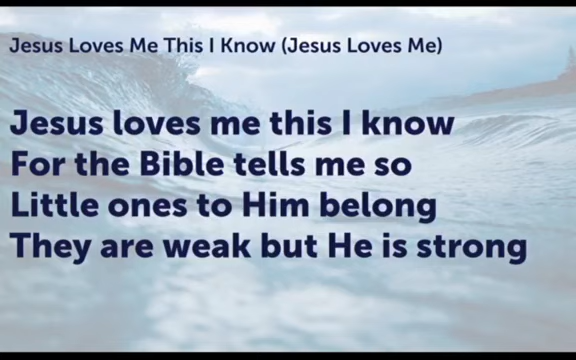 Jesus Loves Me This I Know (Jesus Loves Me)
Jesus loves me this I know
For the Bible tells me so
Little ones to Him belong
They are weak but He is strong